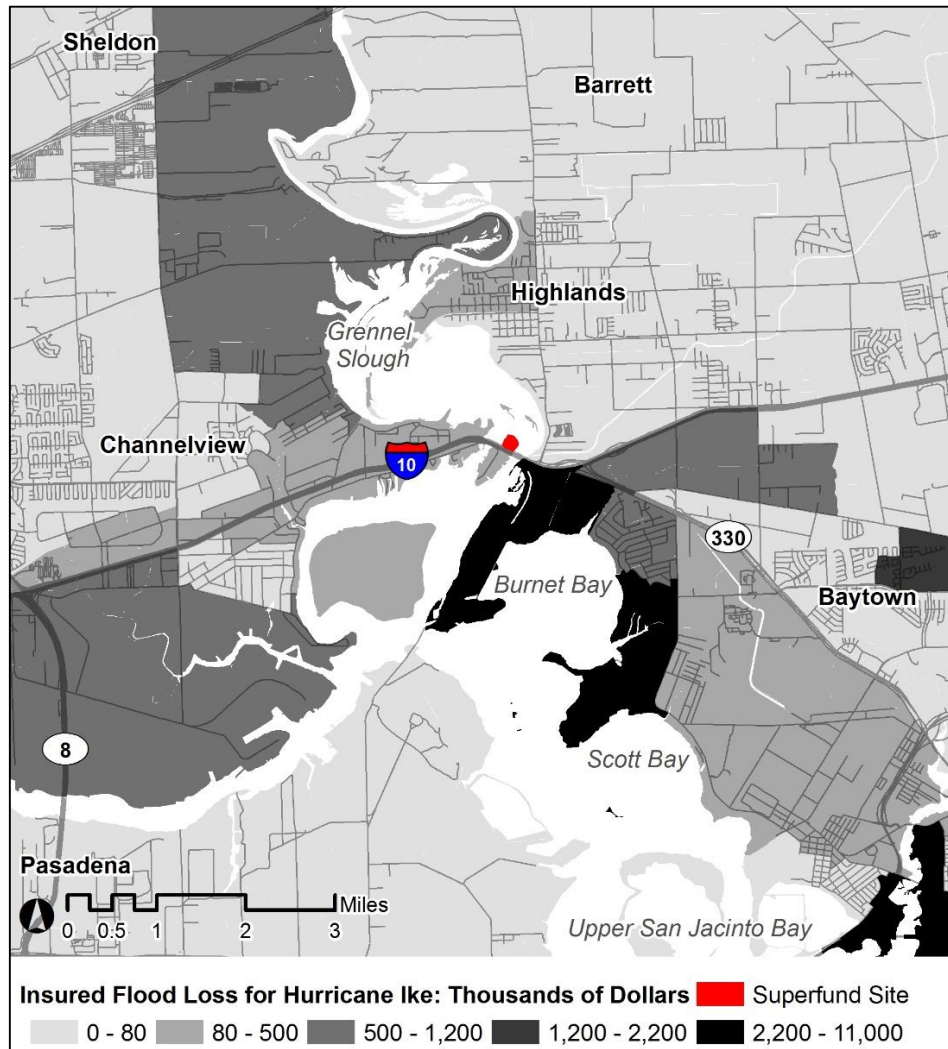 Sheldon
Barrett
Highlands
Grennel
Slough
Channelview
10
330
Burnet Bay
Baytown
8
Scott Bay
Pasadena
Miles
0 0.5 1 2 3
Upper San Jacinto Bay
Insured Flood Loss for Hurricane Ike: Thousands of Dollars Superfund Site
0 - 80 80 - 500 500 - 1,200 1,200 - 2,200 2,200 - 11,000